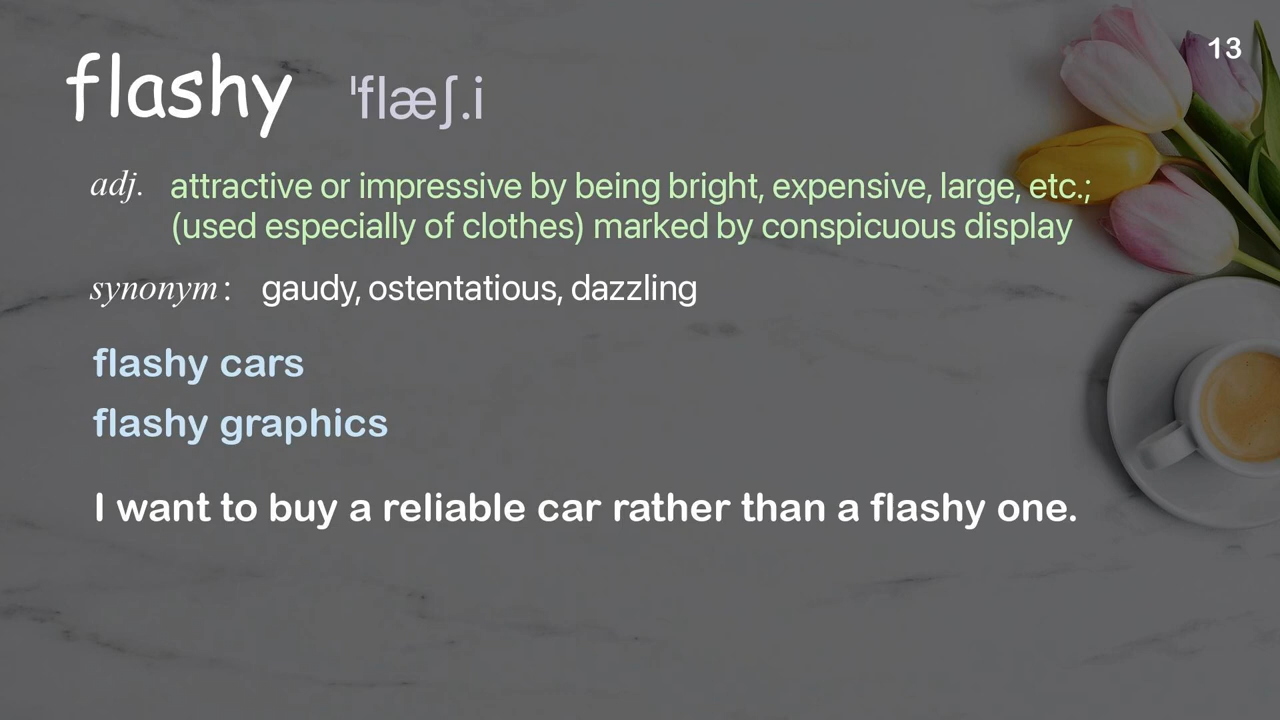 13
flashy ˈflæʃ.i
adj. attractive or impressive by being bright, expensive, large, etc.;
(used especially of clothes) marked by conspicuous display
synonym: gaudy, ostentatious, dazzling
flashy cars
flashy graphics
I want to buy a reliable car rather than a flashy one.